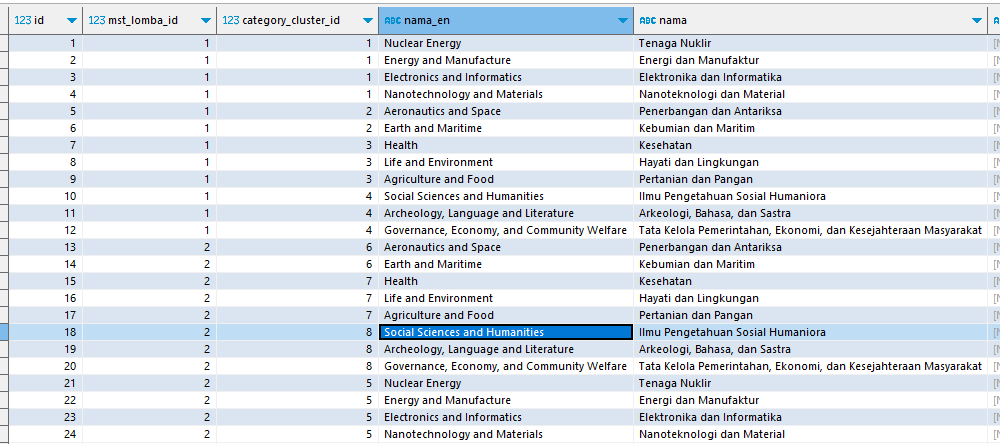 123 id 123 mst_lomba_id 123 category_cluster_id ABC nama_en ABC nama
1 1 1 Nuclear Energy Tenaga Nuklir
2 1 1 Energy and Manufacture Energi dan Manufaktur
3 1 1 Electronics and Informatics Elektronika dan Informatika
4 1 1 Nanotechnology and Materials Nanoteknologi dan Material
5 1 2 Aeronautics and Space Penerbangan dan Antariksa
6 1 2 Earth and Maritime Kebumian dan Maritim
7 1 3 Health Kesehatan
8 1 3 Life and Environment Hayati dan Lingkungan
9 1 3 Agriculture and Food Pertanian dan Pangan
10 1 4 Social Sciences and Humanities Ilmu Pengetahuan Sosial Humaniora
11 1 4 Archeology, Language and Literature Arkeologi, Bahasa, dan Sastra
12 1 4 Governance, Economy, and Community Welfare Tata Kelola Pemerintahan, Ekonomi, dan Kesejahteraan Masyarakat
13 2 6 Aeronautics and Space Penerbangan dan Antariksa
14 2 6 Earth and Maritime Kebumian dan Maritim
15 2 7 Health Kesehatan
16 2 7 Life and Environment Hayati dan Lingkungan
17 2 7 Agriculture and Food Pertanian dan Pangan
18 2 8 Social Sciences and Humanities Ilmu Pengetahuan Sosial Humaniora
19 2 8 Archeology, Language and Literature Arkeologi, Bahasa, dan Sastra
20 2 8 Governance, Economy, and Community Welfare Tata Kelola Pemerintahan, Ekonomi, dan Kesejahteraan Masyarakat
21 2 5 Nuclear Energy Tenaga Nuklir
22 2 5 Energy and Manufacture Energi dan Manufaktur
23 2 5 Electronics and Informatics Elektronika dan Informatika
24 2 5 Nanotechnology and Materials Nanoteknologi dan Material